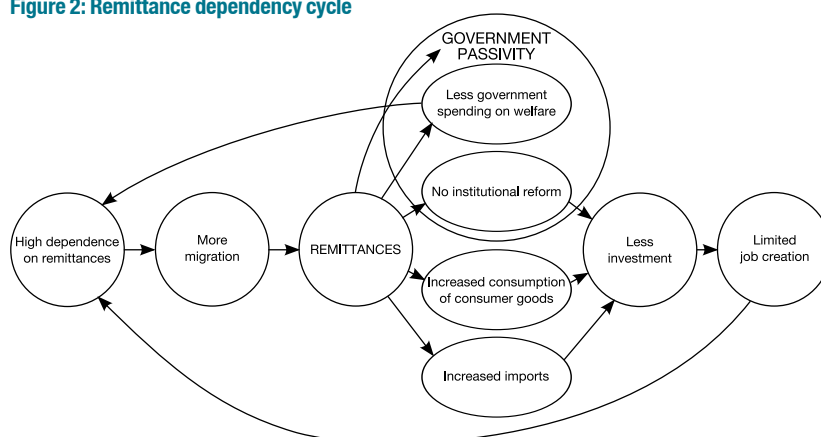 Figure 2: Remittance dependency cycle
GOVERNMENT
PASSIVITY
Less government
spending on welfare
No institutional reform
High dependence
on remittances
More
migration
REMITTANCES
Increased consumption
of consumer goods
Increased imports
Less
investment
Limited
job creation